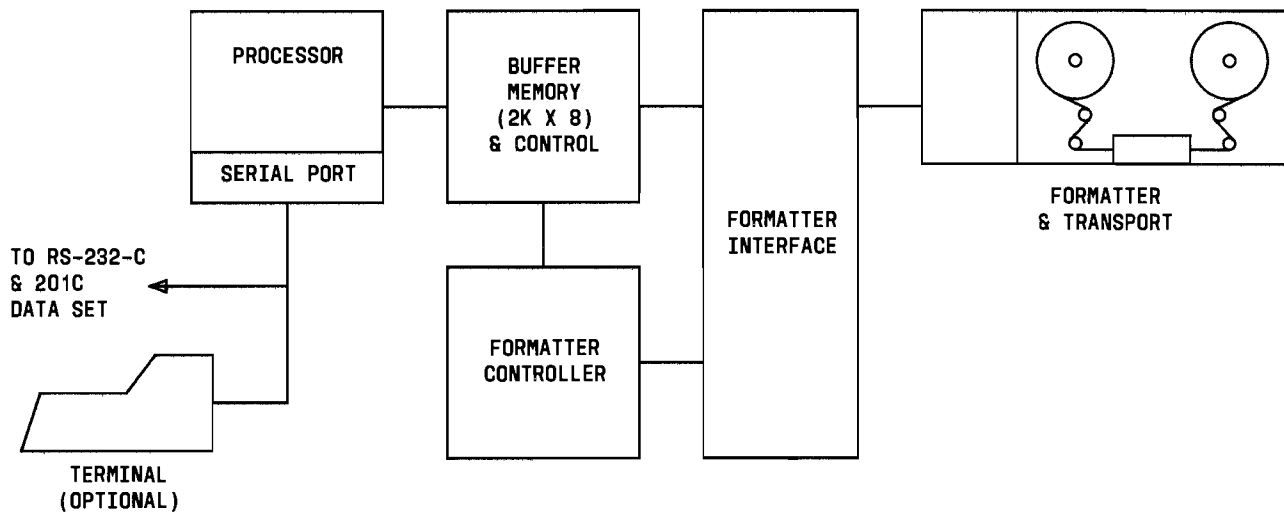 PROCESSOR
SERIAL PORT
BUFFER
MEMORY
(2K X 8)
& CONTROL
FORMATTER
CONTROLLER
FORMATTER
INTERFACE
FORMATTER
& TRANSPORT
TO RS-232-C
& 201C
DATA SET
TERMINAL
(OPTIONAL)